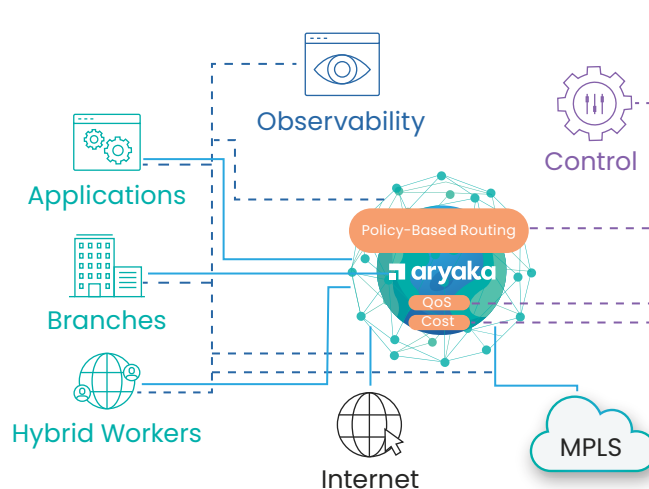 Observability
Control
Applications
Policy-Based Routing
aryaka
QoS
Cost
Branches
Hybrid Workers
MPLS
Internet